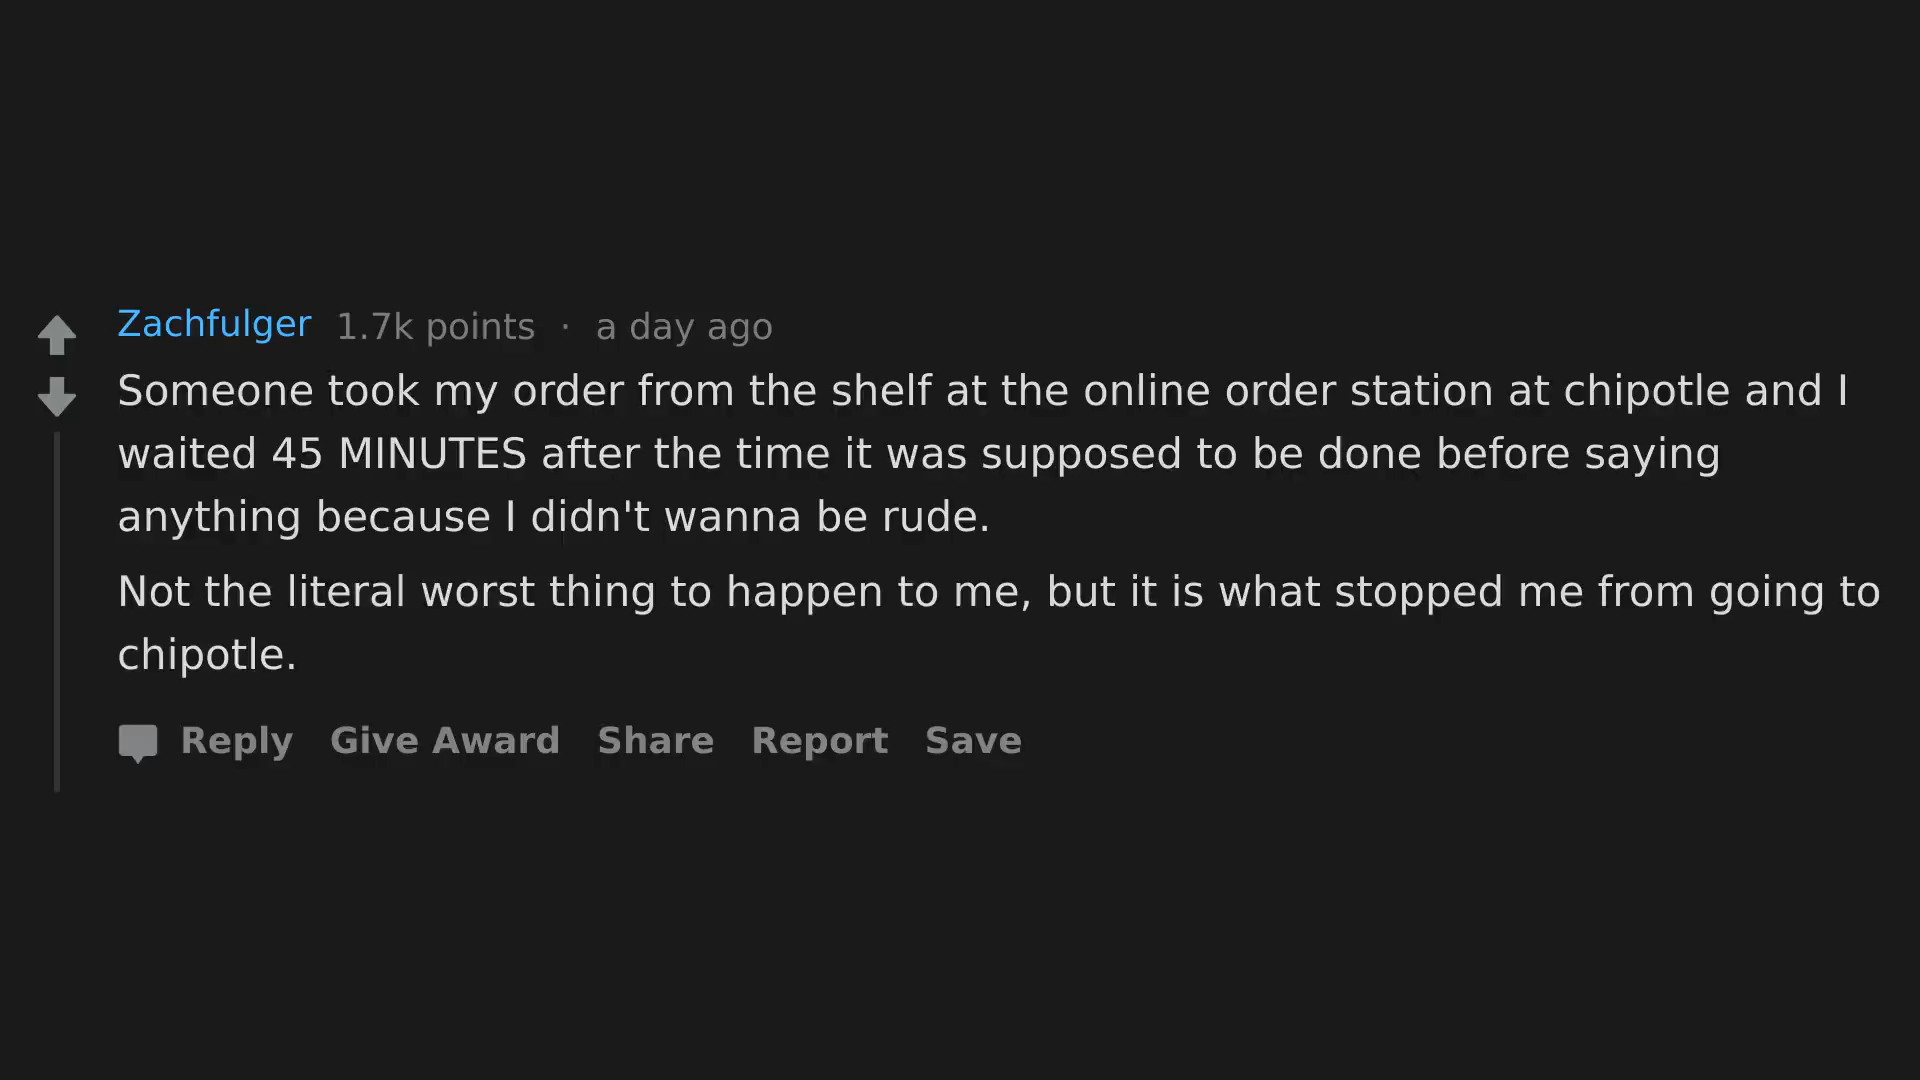 Zachfulger 1.7k points · a day ago
Someone took my order from the shelf at the online order station at chipotle and I
waited 45 MINUTES after the time it was supposed to be done before saying
anything because I didn't wanna be rude.
Not the literal worst thing to happen to me, but it is what stopped me from going to
chipotle.
Reply Give Award Share Report Save